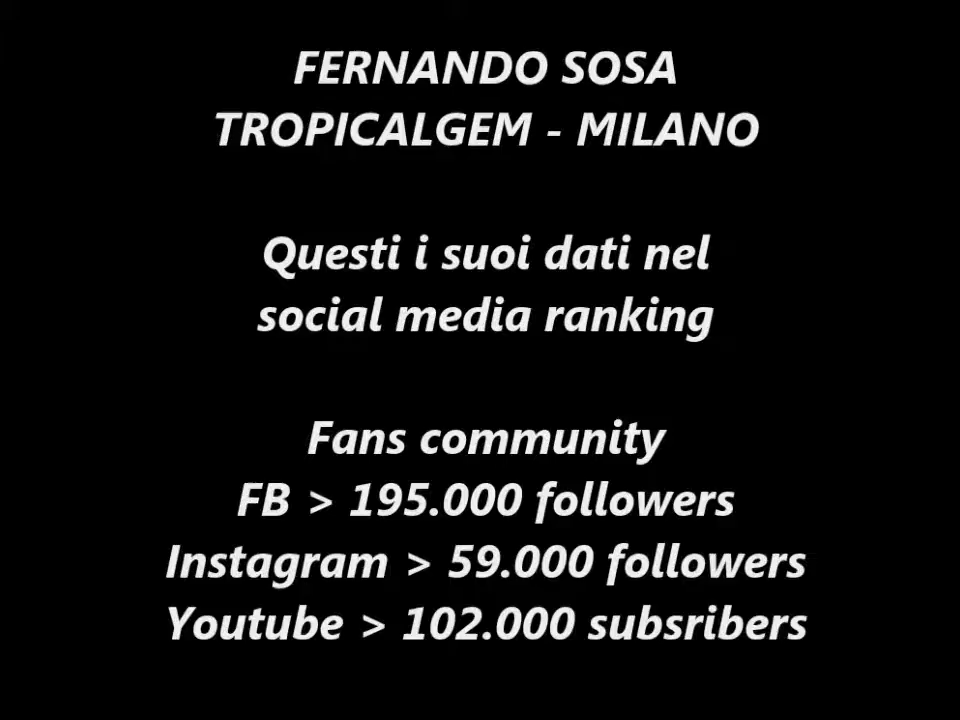 FERNANDO SOSA
TROPICALGEM - MILANO
Questi i suoi dati nel
social media ranking
Fans community
FB > 195.000 followers
Instagram > 59.000 followers
Youtube > 102.000 subsribers